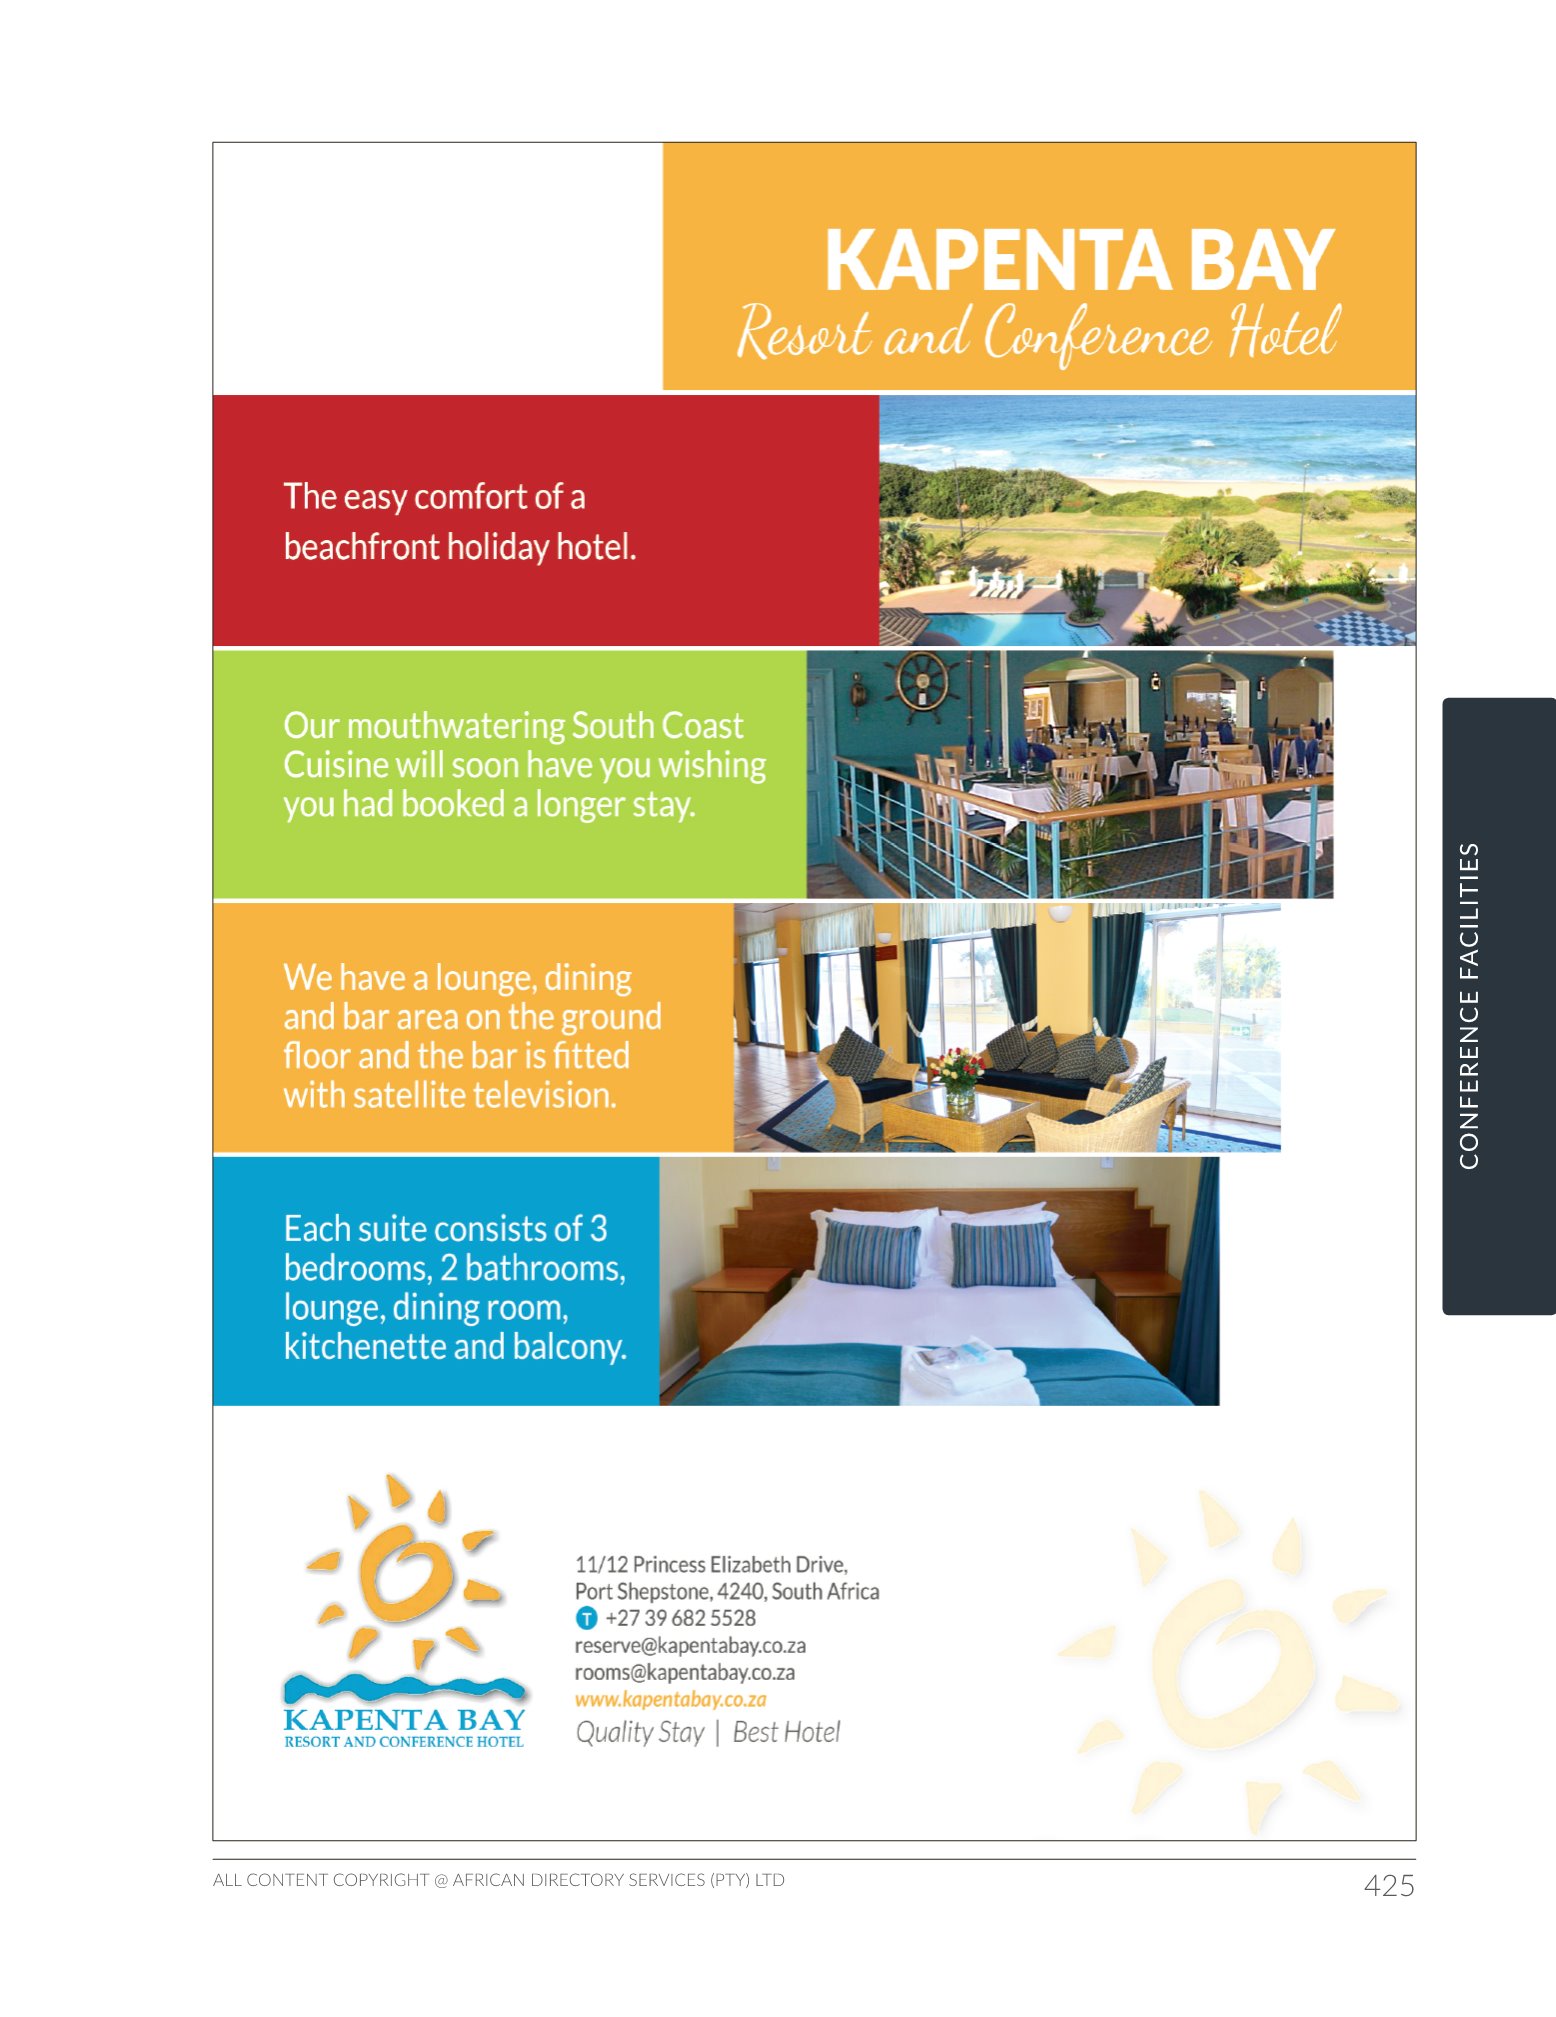 KAPENTA BAY
Resort and Conference Hotel
The easy comfort of a
beachfront holiday hotel.
Our mouthwatering South Coast
Cuisine will soon have you wishing
you had booked a longer stay.
We have a lounge, dining
and bar area on the ground
floor and the bar is fitted
with satellite television.
Each suite consists of 3
bedrooms, 2 bathrooms,
lounge, dining room,
kitchenette and balcony.
KAPENTA BAY
RESORT AND CONFERENCE HOTEL
11/12 Princess Elizabeth Drive,
Port Shepstone, 4240, South Africa
T +27 39 682 5528
reserve@kapentabay.co.za
rooms@kapentabay.co.za
www.kapentabay.co.za
Quality Stay | Best Hotel
CONFERENCE FACILITIES
ALL CONTENT COPYRIGHT @ AFRICAN DIRECTORY SERVICES (PTY) LTD
425